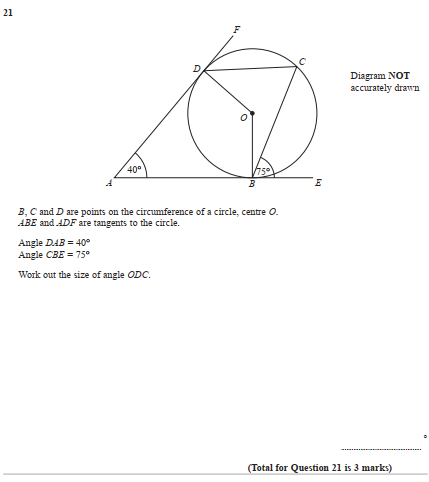 21
F
D
C
Diagram NOT
accurately drawn
O
40°
75°
A
B
E
B, C and D are points on the circumference of a circle, centre O.
ABE and ADF are tangents to the circle.
Angle DAB = 40°
Angle CBE = 75°
Work out the size of angle ODC.
°
(Total for Question 21 is 3 marks)